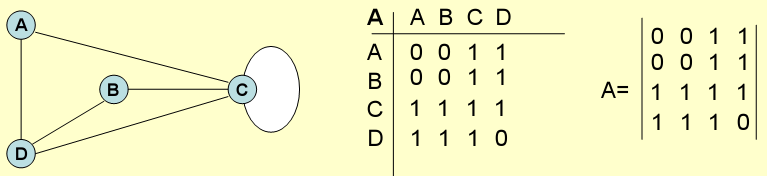 A
B
C
D
A A B C D
A 0 0 1 1
B 0 0 1 1
C 1 1 1 1
D 1 1 1 0
A=
0 0 1 1
0 0 1 1
1 1 1 1
1 1 1 0